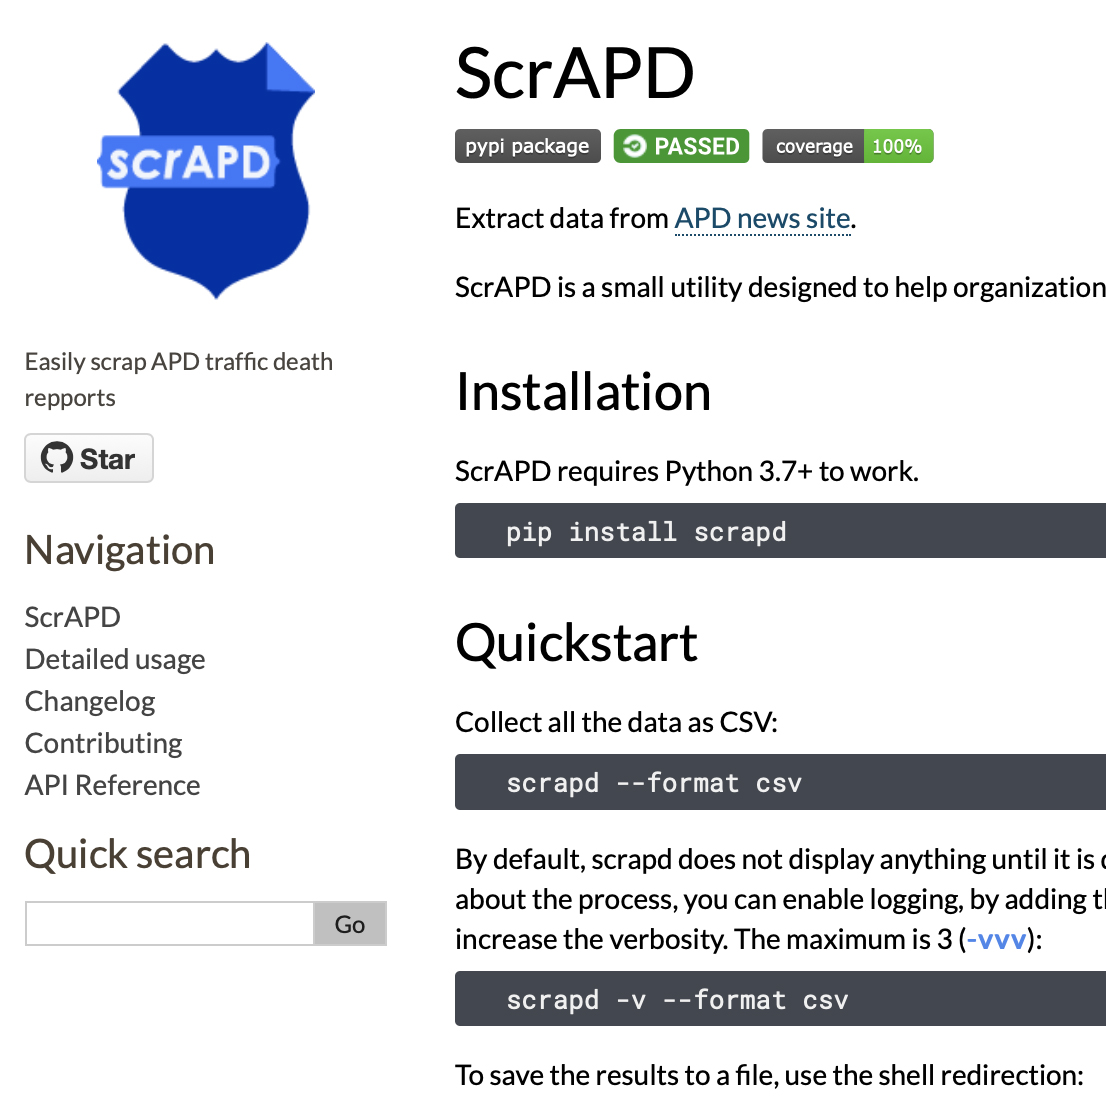 scrAPD
Easily scrap APD traffic death
repports
Star
Navigation
ScrAPD
Detailed usage
Changelog
Contributing
API Reference
Quick search
Go
ScrAPD
pypi package
PASSED
coverage 100%
Extract data from APD news site.
ScrAPD is a small utility designed to help organization
Installation
ScrAPD requires Python 3.7+ to work.
pip install scrapd
Quickstart
Collect all the data as CSV:
scrapd --format csv
By default, scrapd does not display anything until it is
about the process, you can enable logging, by adding
increase the verbosity. The maximum is 3 (-vvv):
scrapd -v --format csv
To save the results to a file, use the shell redirection: